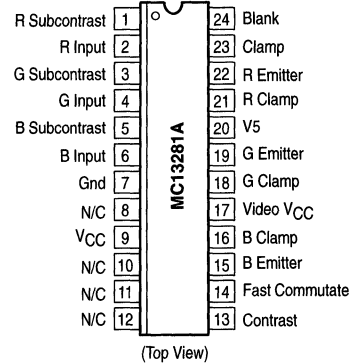 R Subcontrast 1 24 Blank
R Input 2 23 Clamp
G Subcontrast 3 22 R Emitter
G Input 4 21 R Clamp
B Subcontrast 5 20 V5
B Input 6 19 G Emitter
Gnd 7 18 G Clamp
N/C 8 17 Video VCC
VCC 9 16 B Clamp
N/C 10 15 B Emitter
N/C 11 14 Fast Commutate
N/C 12 13 Contrast
MC13281A
(Top View)